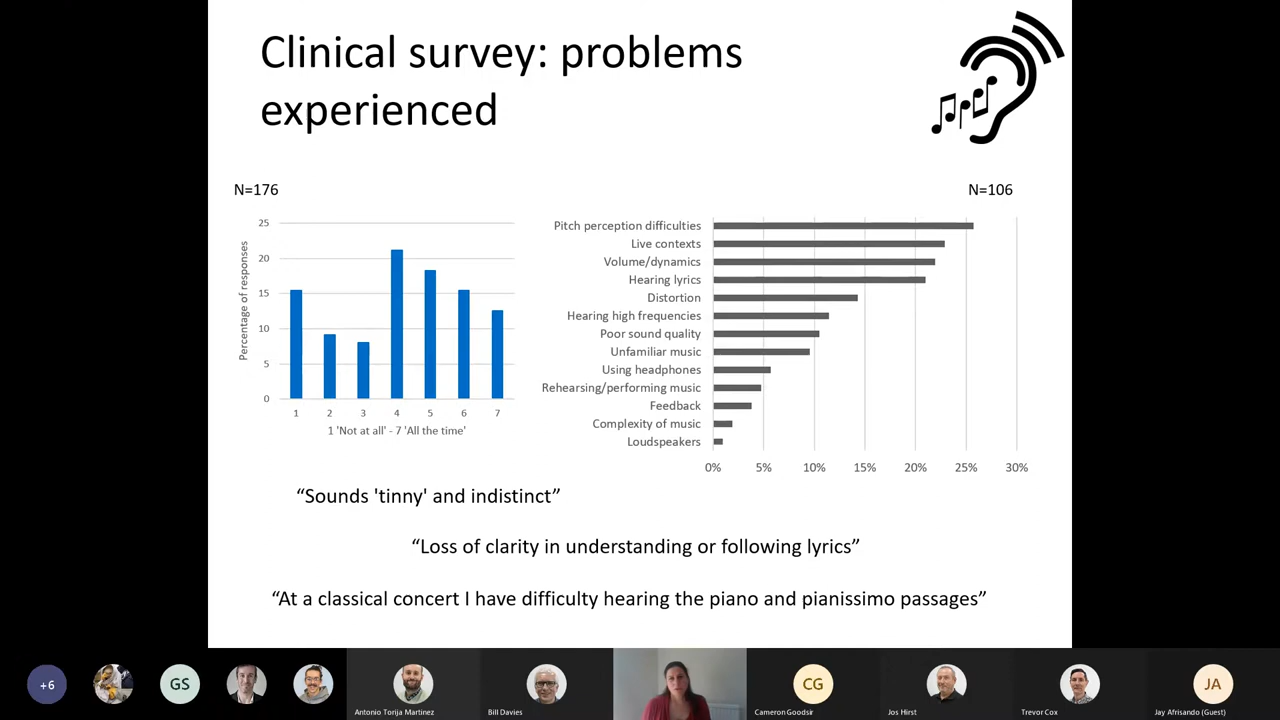 Clinical survey: problems
experienced
N=176
N=106
Percentage of responses
25
20
15
10
5
0
1 2 3 4 5 6 7
1 'Not at all' - 7 'All the time'
Pitch perception difficulties
Live contexts
Volume/dynamics
Hearing lyrics
Distortion
Hearing high frequencies
Poor sound quality
Unfamiliar music
Using headphones
Rehearsing/performing music
Feedback
Complexity of music
Loudspeakers
0% 5% 10% 15% 20% 25% 30%
“Sounds 'tinny' and indistinct”
“Loss of clarity in understanding or following lyrics”
“At a classical concert I have difficulty hearing the piano and pianissimo passages”
+6
GS
CG
JA
Antonio Torija Martinez
Bill Davies
Cameron Goodsir
Jos Hirst
Trevor Cox
Jay Afrisando (Guest)